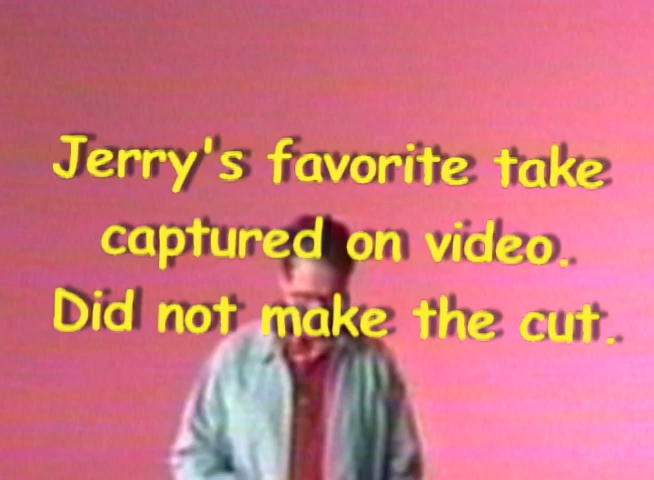 Jerry's favorite take
captured on video.
Did not make the cut.